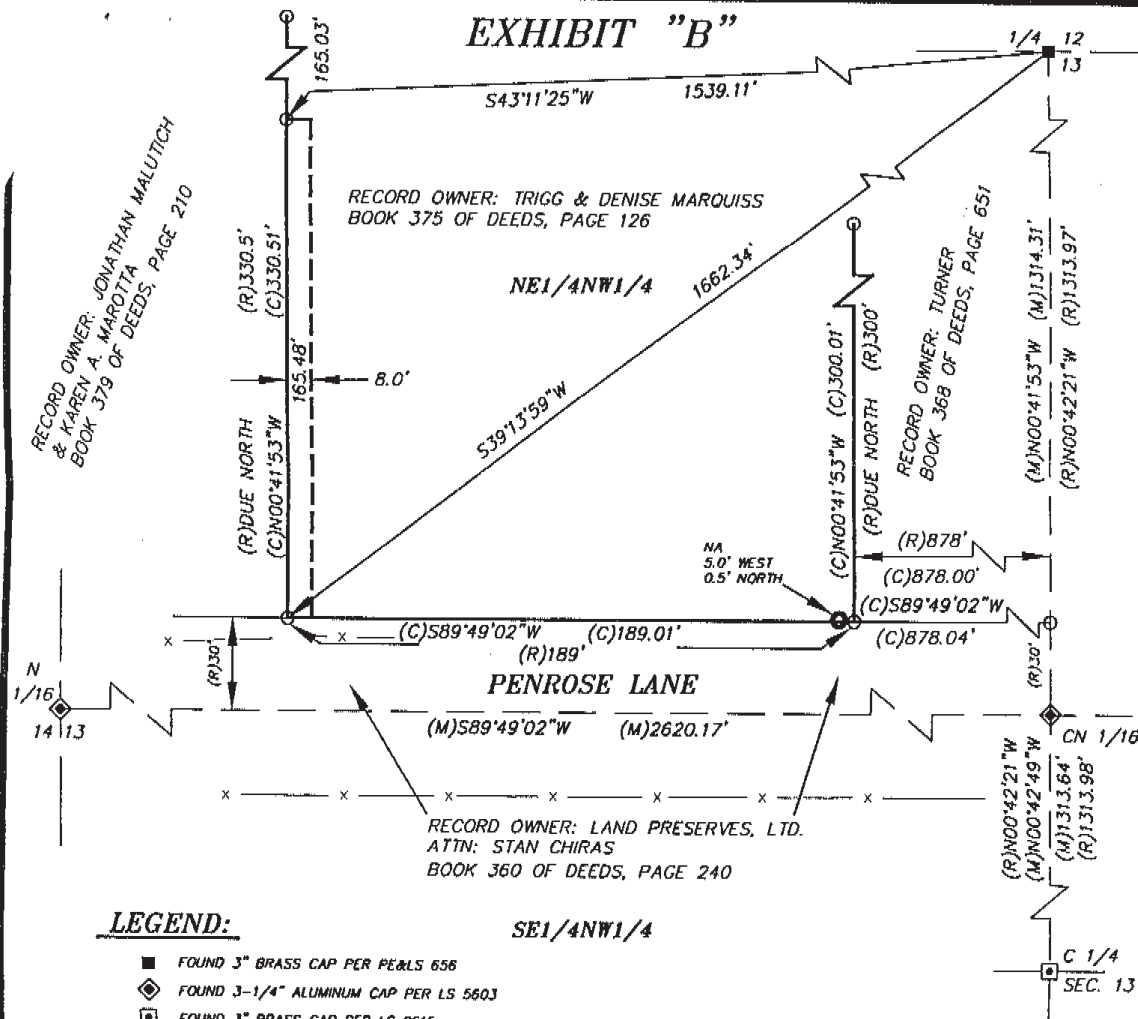 EXHIBIT "B"
1/4
12
13
165.03'
S43°11'25"W
1539.11'
RECORD OWNER: JONATHAN MALUTICH
& KAREN A. MAROTTA
BOOK 379 OF DEEDS, PAGE 210
RECORD OWNER: TRIGG & DENISE MARQUISS
BOOK 375 OF DEEDS, PAGE 126
NE1/4NW1/4
1662.34'
S39°13'59"W
(R)330.5'
(C)330.51'
165.48'
8.0'
(R)DUE NORTH
(C)N00°41'53"W
(C)N00°41'53"W (C)300.01'
(R)DUE NORTH (R)300'
RECORD OWNER: TURNER
BOOK 368 OF DEEDS, PAGE 651
(M)N00°41'53"W (M)1314.31'
(R)N00°42'21"W (R)1313.97'
NA
5.0' WEST
0.5' NORTH
(R)878'
(C)878.00'
(C)S89°49'02"W
(C)878.04'
(C)S89°49'02"W (C)189.01'
(R)189'
(R)30'
(R)30'
PENROSE LANE
N
1/16
14 13
(M)S89°49'02"W (M)2620.17'
CN 1/16
(R)N00°42'21"W
(M)N00°42'49"W
(M)1313.64'
(R)1313.98'
RECORD OWNER: LAND PRESERVES, LTD.
ATTN: STAN CHIRAS
BOOK 360 OF DEEDS, PAGE 240
LEGEND:
SE1/4NW1/4
FOUND 3" BRASS CAP PER PE&LS 656
FOUND 3-1/4" ALUMINUM CAP PER LS 5603
C 1/4
SEC. 13
FOUND 3" BRASS CAP PER LS